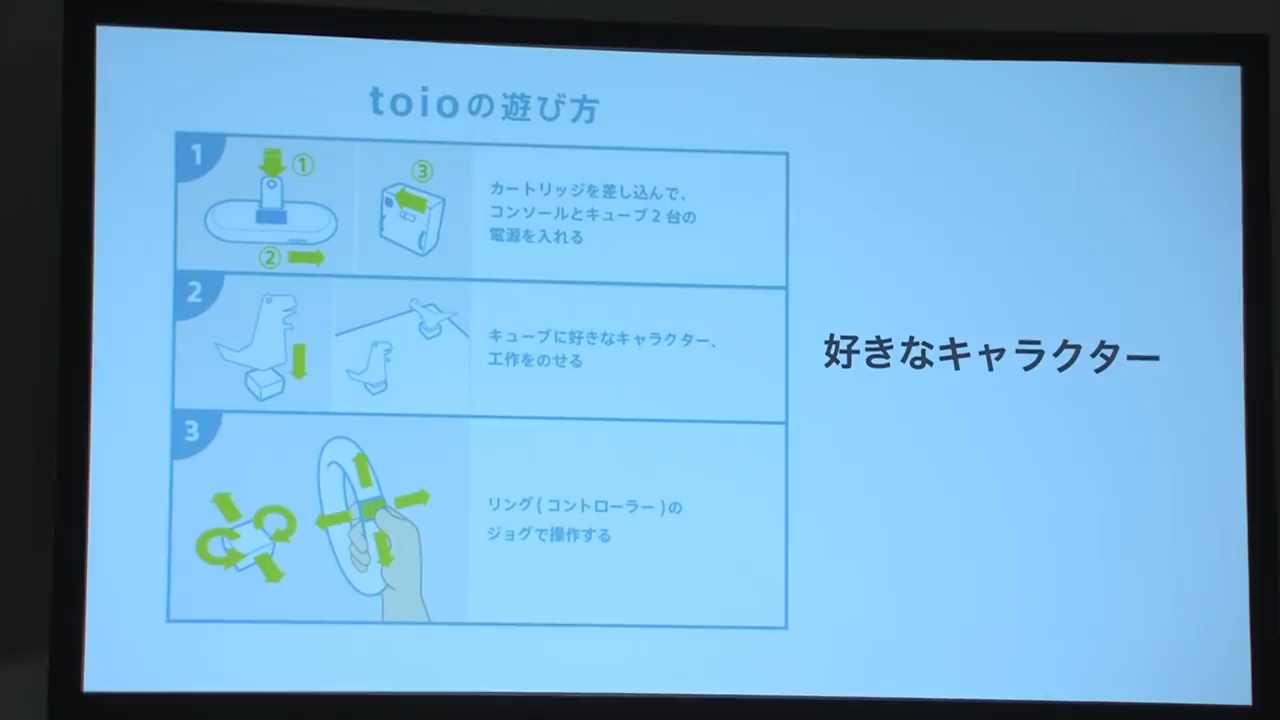 toioの遊び方
1
①
②
③
カートリッジを差し込んで、
コンソールとキューブ2台の
電源を入れる
2
キューブに好きなキャラクター、
工作をのせる
3
リング(コントローラー)の
ジョグで操作する
好きなキャラクター